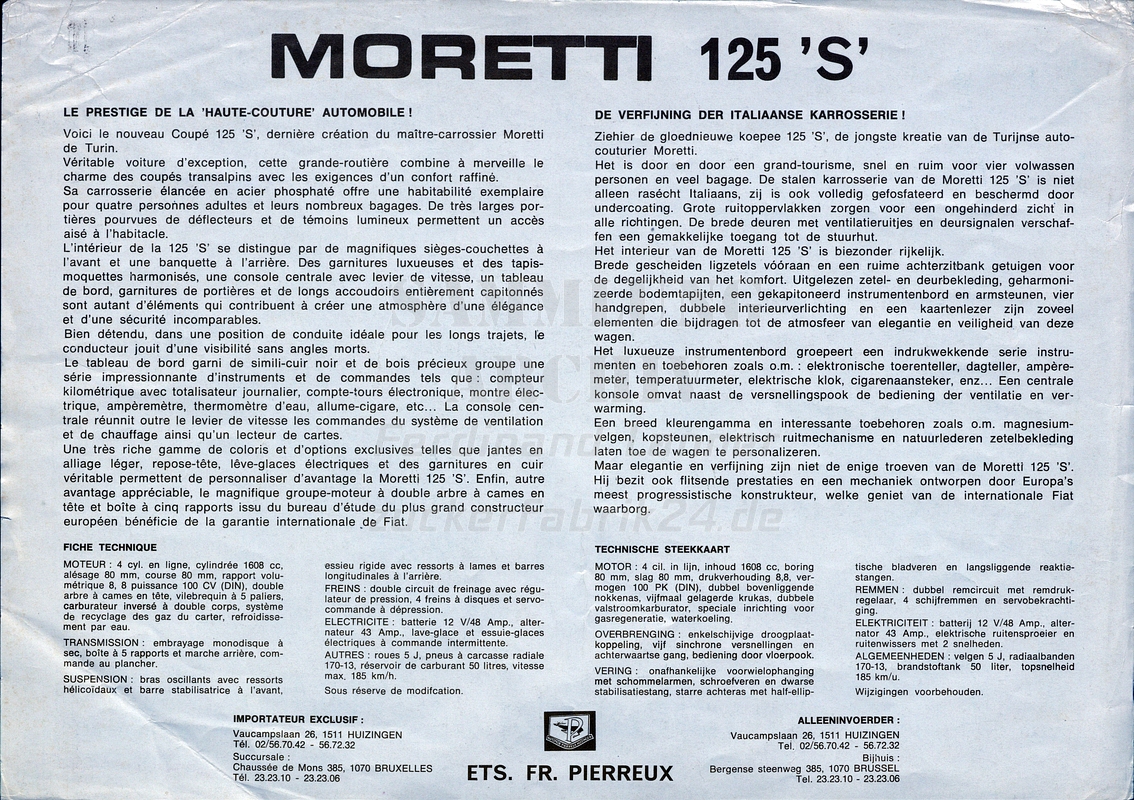 MORETTI 125 'S'
LE PRESTIGE DE LA 'HAUTE-COUTURE' AUTOMOBILE !
Voici le nouveau Coupé 125 'S', dernière création du maître-carrossier Moretti
de Turin.
Véritable voiture d'exception, cette grande-routière combine à merveille le
charme des coupés transalpins avec les exigences d'un confort raffiné.
Sa carrosserie élancée en acier phosphaté offre une habitabilité exemplaire
pour quatre personnes adultes et leurs nombreux bagages. De très larges por-
tières pourvues de déflecteurs et de témoins lumineux permettent un accès
aisé à l'habitacle.
L'intérieur de la 125 'S' se distingue par de magnifiques sièges-couchettes à
l'avant et une banquette à l'arrière. Des garnitures luxueuses et des tapis-
moquettes harmonisés, une console centrale avec levier de vitesse, un tableau
de bord, garnitures de portières et de longs accoudoirs entièrement capitonnés
sont autant d'éléments qui contribuent à créer une atmosphère d'une élégance
et d'une sécurité incomparables.
Bien détendu, dans une position de conduite idéale pour les longs trajets, le
conducteur jouit d'une visibilité sans angles morts.
Le tableau de bord garni de simili-cuir noir et de bois précieux groupe une
série impressionnante d'instruments et de commandes tels que : compteur
kilométrique avec totalisateur journalier, compte-tours électronique, montre élec-
trique, ampèremètre, thermomètre d'eau, allume-cigare, etc... La console cen-
trale réunnit outre le levier de vitesse les commandes du système de ventilation
et de chauffage ainsi qu'un lecteur de cartes.
Une très riche gamme de coloris et d'options exclusives telles que jantes en
alliage léger, repose-tête, lêve-glaces électriques et des garnitures en cuir
véritable permettent de personnaliser d'avantage la Moretti 125 'S'. Enfin, autre
avantage appréciable, le magnifique groupe-moteur à double arbre à cames en
tête et boîte à cinq rapports issu du bureau d'étude du plus grand constructeur
européen bénéficie de la garantie internationale de Fiat.
FICHE TECHNIQUE
MOTEUR : 4 cyl. en ligne, cylindrée 1608 cc,
alésage 80 mm, course 80 mm, rapport volu-
métrique 8, 8 puissance 100 CV (DIN), double
arbre à cames en tête, vilebrequin à 5 paliers,
carburateur inversé à double corps, système
de recyclage des gaz du carter, refroidisse-
ment par eau.
TRANSMISSION : embrayage monodisque à
sec, boîte à 5 rapports et marche arrière, com-
mande au plancher.
SUSPENSION : bras oscillants avec ressorts
hélicoïdaux et barre stabilisatrice à l'avant,
essieu rigide avec ressorts à lames et barres
longitudinales à l'arrière.
FREINS : double circuit de freinage avec régu-
lateur de pression, 4 freins à disques et servo-
commande à dépression.
ELECTRICITE : batterie 12 V/48 Amp., alter-
nateur 43 Amp., lave-glace et essuie-glaces
électriques à commande intermittente.
AUTRES : roues 5 J, pneus à carcasse radiale
170-13, réservoir de carburant 50 litres, vitesse
max. 185 km/h.
Sous réserve de modifcation.
DE VERFIJNING DER ITALIAANSE KARROSSERIE !
Ziehier de gloednieuwe koepee 125 'S', de jongste kreatie van de Turijnse auto-
couturier Moretti.
Het is door en door een grand-tourisme, snel en ruim voor vier volwassen
personen en veel bagage. De stalen karrosserie van de Moretti 125 'S' is niet
alleen rasécht Italiaans, zij is ook volledig gefosfateerd en beschermd door
undercoating. Grote ruitoppervlakken zorgen voor een ongehinderd zicht in
alle richtingen. De brede deuren met ventilatieruitjes en deursignalen verschaf-
fen een gemakkelijke toegang tot de stuurhut.
Het interieur van de Moretti 125 'S' is biezonder rijkelijk.
Brede gescheiden ligzetels vóóraan en een ruime achterzitbank getuigen voor
de degelijkheid van het komfort. Uitgelezen zetel- en deurbekleding, geharmoni-
zeerde bodemtapijten, een gekapitoneerd instrumentenbord en armsteunen, vier
handgrepen, dubbele interieurverlichting en een kaartenlezer zijn zoveel
elementen die bijdragen tot de atmosfeer van elegantie en veiligheid van deze
wagen.
Het luxueuze instrumentenbord groepeert een indrukwekkende serie instru-
menten en toebehoren zoals o.m. : elektronische toerenteller, dagteller, ampère-
meter, temperatuurmeter, elektrische klok, cigarenaansteker, enz... Een centrale
konsole omvat naast de versnellingspook de bediening der ventilatie en ver-
warming.
Een breed kleurengamma en interessante toebehoren zoals o.m. magnesium-
velgen, kopsteunen, elektrisch ruitmechanisme en natuurlederen zetelbekleding
laten toe de wagen te personalizeren.
Maar elegantie en verfijning zijn niet de enige troeven van de Moretti 125 'S'.
Hij bezit ook flitsende prestaties en een mechaniek ontworpen door Europa's
meest progressistische konstrukteur, welke geniet van de internationale Fiat
waarborg.
TECHNISCHE STEEKKAART
MOTOR : 4 cil. in lijn, inhoud 1608 cc, boring
80 mm, slag 80 mm, drukverhouding 8,8, ver-
mogen 100 PK (DIN), dubbel bovenliggende
nokkenas, vijfmaal gelagerde krukas, dubbele
valstroomkarburator, speciale inrichting voor
gasregeneratie, waterkoeling.
OVERBRENGING : enkelschijvige droogplaat-
koppeling, vijf sinchrone versnellingen en
achterwaartse gang, bediening door vloerpook.
VERING : onafhankelijke voorwielophanging
met schommelarmen, schroefveren en dwarse
stabilisatiestang, starre achteras met half-ellip-
tische bladveren en langsliggende reaktie-
stangen.
REMMEN : dubbel remcircuit met remdruk-
regelaar, 4 schijfremmen en servobekrachti-
ging.
ELEKTRICITEIT : batterij 12 V/48 Amp., alter-
nator 43 Amp., elektrische ruitensproeier en
ruitenwissers met 2 snelheden.
ALGEMEENHEDEN : velgen 5 J, radiaalbanden
170-13, brandstoftank 50 liter, topsnelheid
185 km/u.
Wijzigingen voorbehouden.
IMPORTATEUR EXCLUSIF :
Vaucampslaan 26, 1511 HUIZINGEN
Tél. 02/56.70.42 - 56.72.32
Succursale :
Chaussée de Mons 385, 1070 BRUXELLES
Tél. 23.23.10 - 23.23.06
ETS. FR. PIERREUX
ALLEENINVOERDER :
Vaucampslaan 26, 1511 HUIZINGEN
Tel. 02/56.70.42 - 56.72.32
Bijhuis :
Bergense steenweg 385, 1070 BRUSSEL
Tel. 23.23.10 - 23.23.06